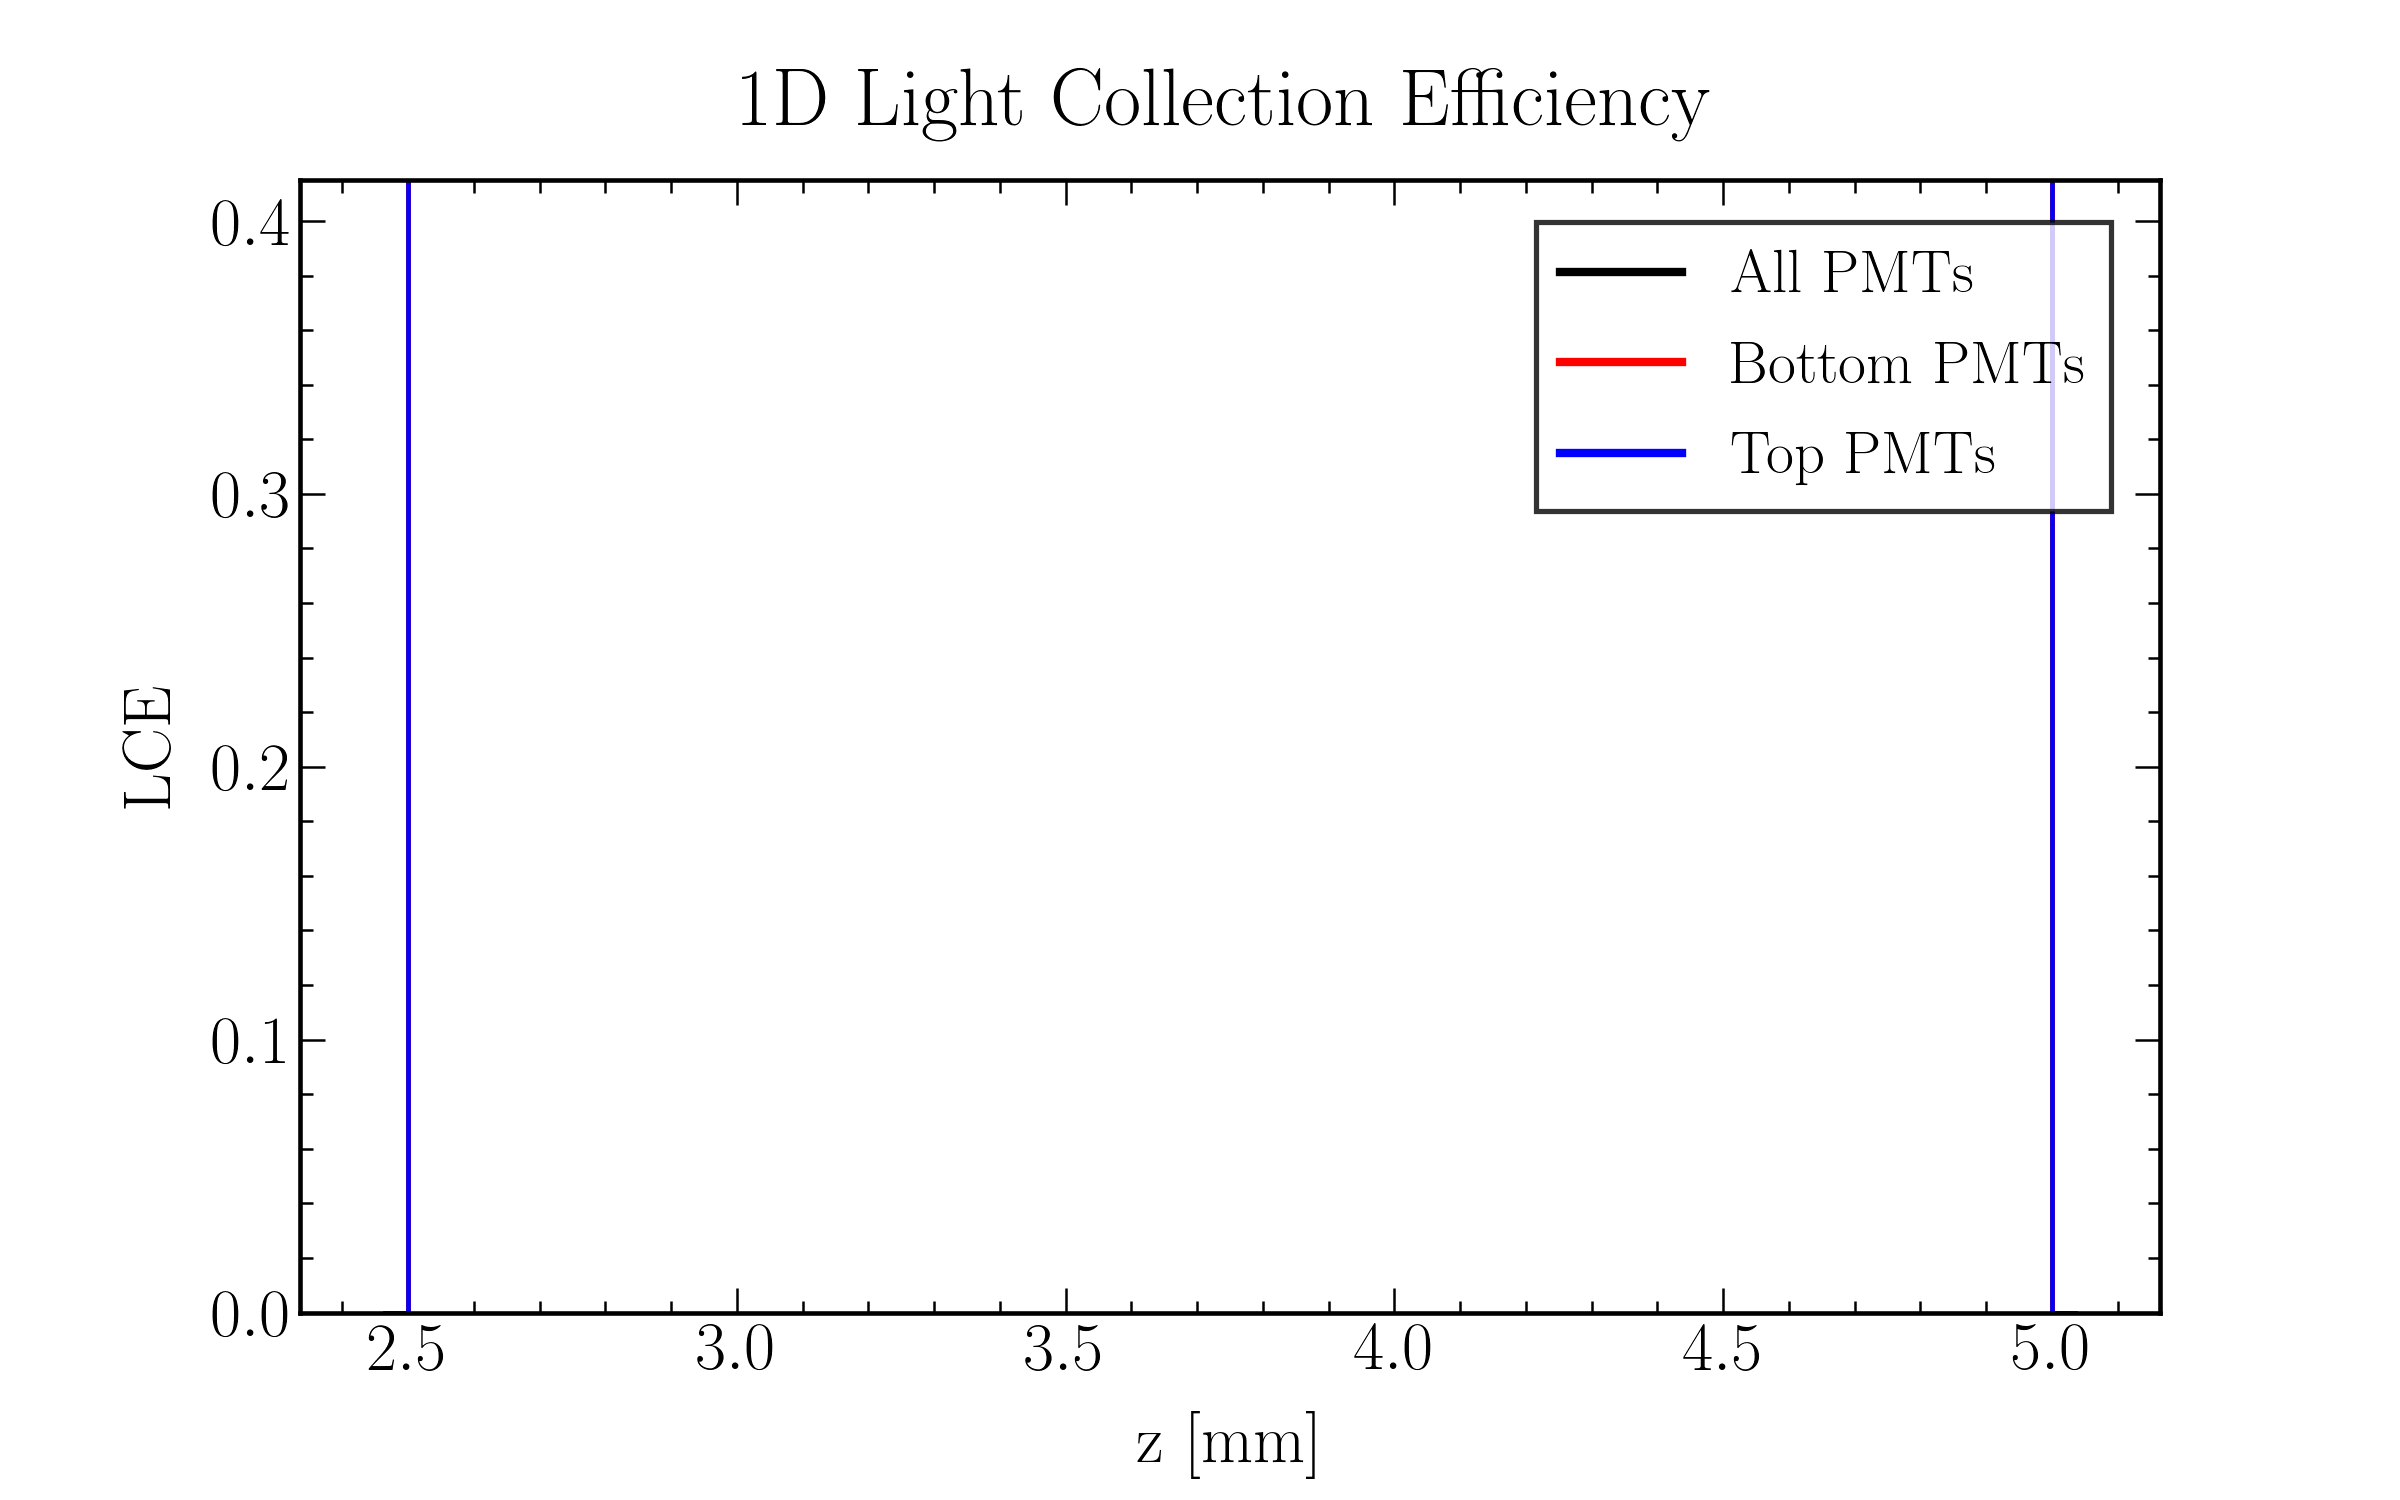 1D Light Collection Efficiency
0.4
0.3
0.2
0.1
0.0
LCE
All PMTs
Bottom PMTs
Top PMTs
2.5 3.0 3.5 4.0 4.5 5.0
z [mm]